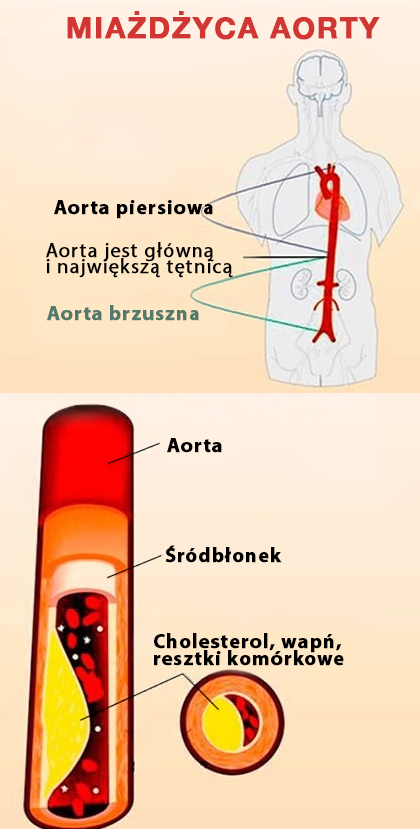 MIAŻDŻYCA AORTY
Aorta piersiowa
Aorta jest główną
i największą tętnicą
Aorta brzuszna
Aorta
Śródbłonek
Cholesterol, wapń,
resztki komórkowe